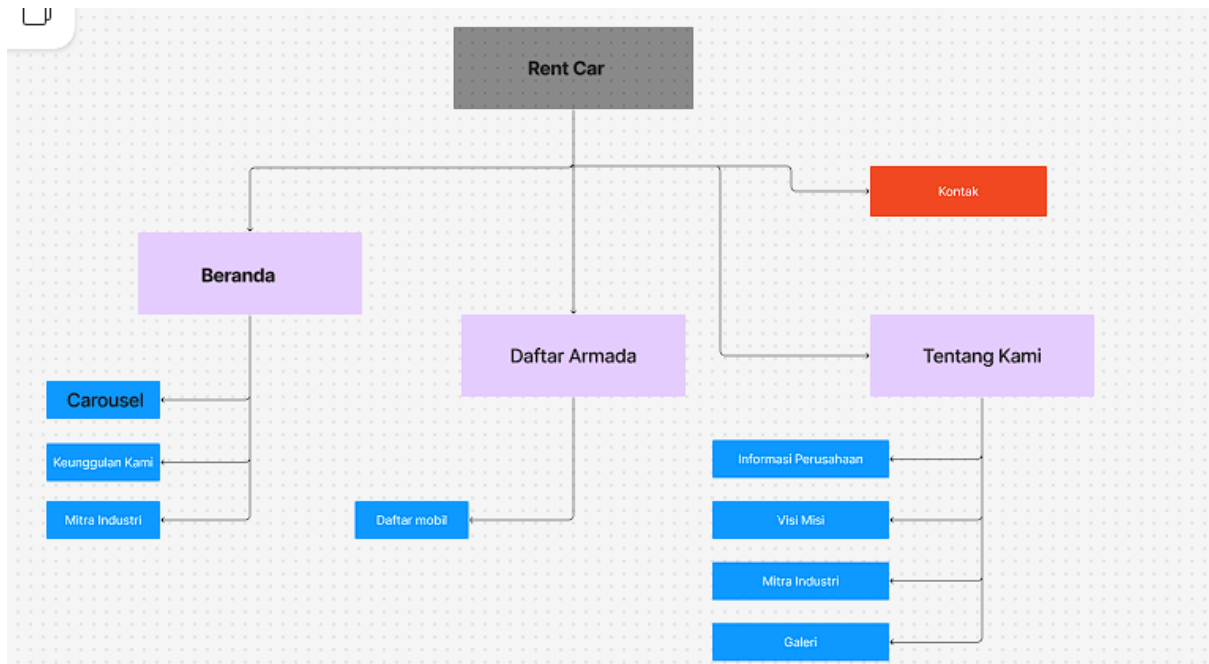 Rent Car
Kontak
Beranda
Daftar Armada
Tentang Kami
Carousel
Keunggulan Kami
Mitra Industri
Daftar mobil
Informasi Perusahaan
Visi Misi
Mitra Industri
Galeri